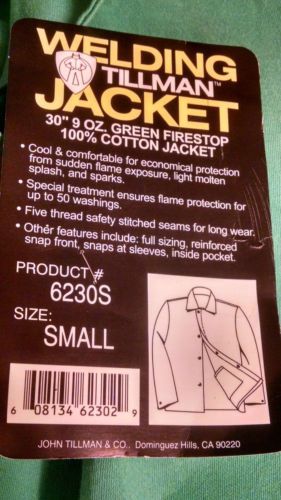 WELDING
TILLMAN™
JACKET
30" 9 OZ. GREEN FIRESTOP
100% COTTON JACKET
• Cool & comfortable for economical protection
from sudden flame exposure, light molten
splash, and sparks.
• Special treatment ensures flame protection for
up to 50 washings.
• Five thread safety stitched seams for long wear.
• Other features include: full sizing, reinforced
snap front, snaps at sleeves, inside pocket.
PRODUCT #
6230S
SIZE:
SMALL
6 08134 62302 9
JOHN TILLMAN & CO., Dominguez Hills, CA 90220